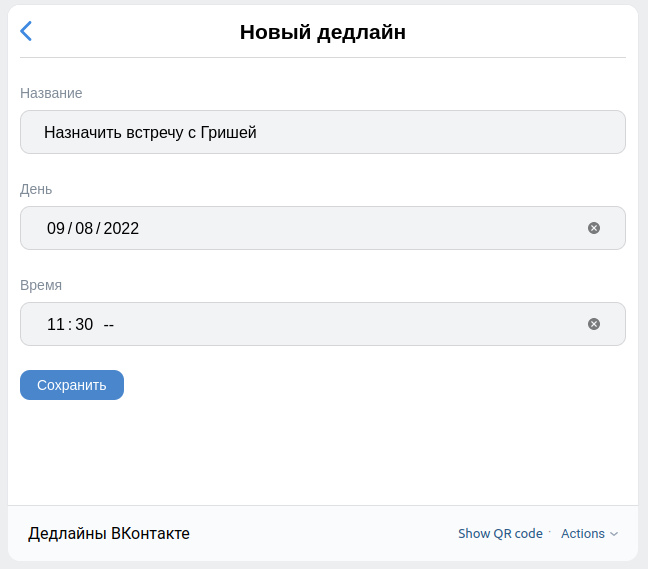 Новый дедлайн
Название
Назначить встречу с Гришей
День
09/08/2022
Время
11:30 --
Сохранить
Дедлайны ВКонтакте
Show QR code · Actions